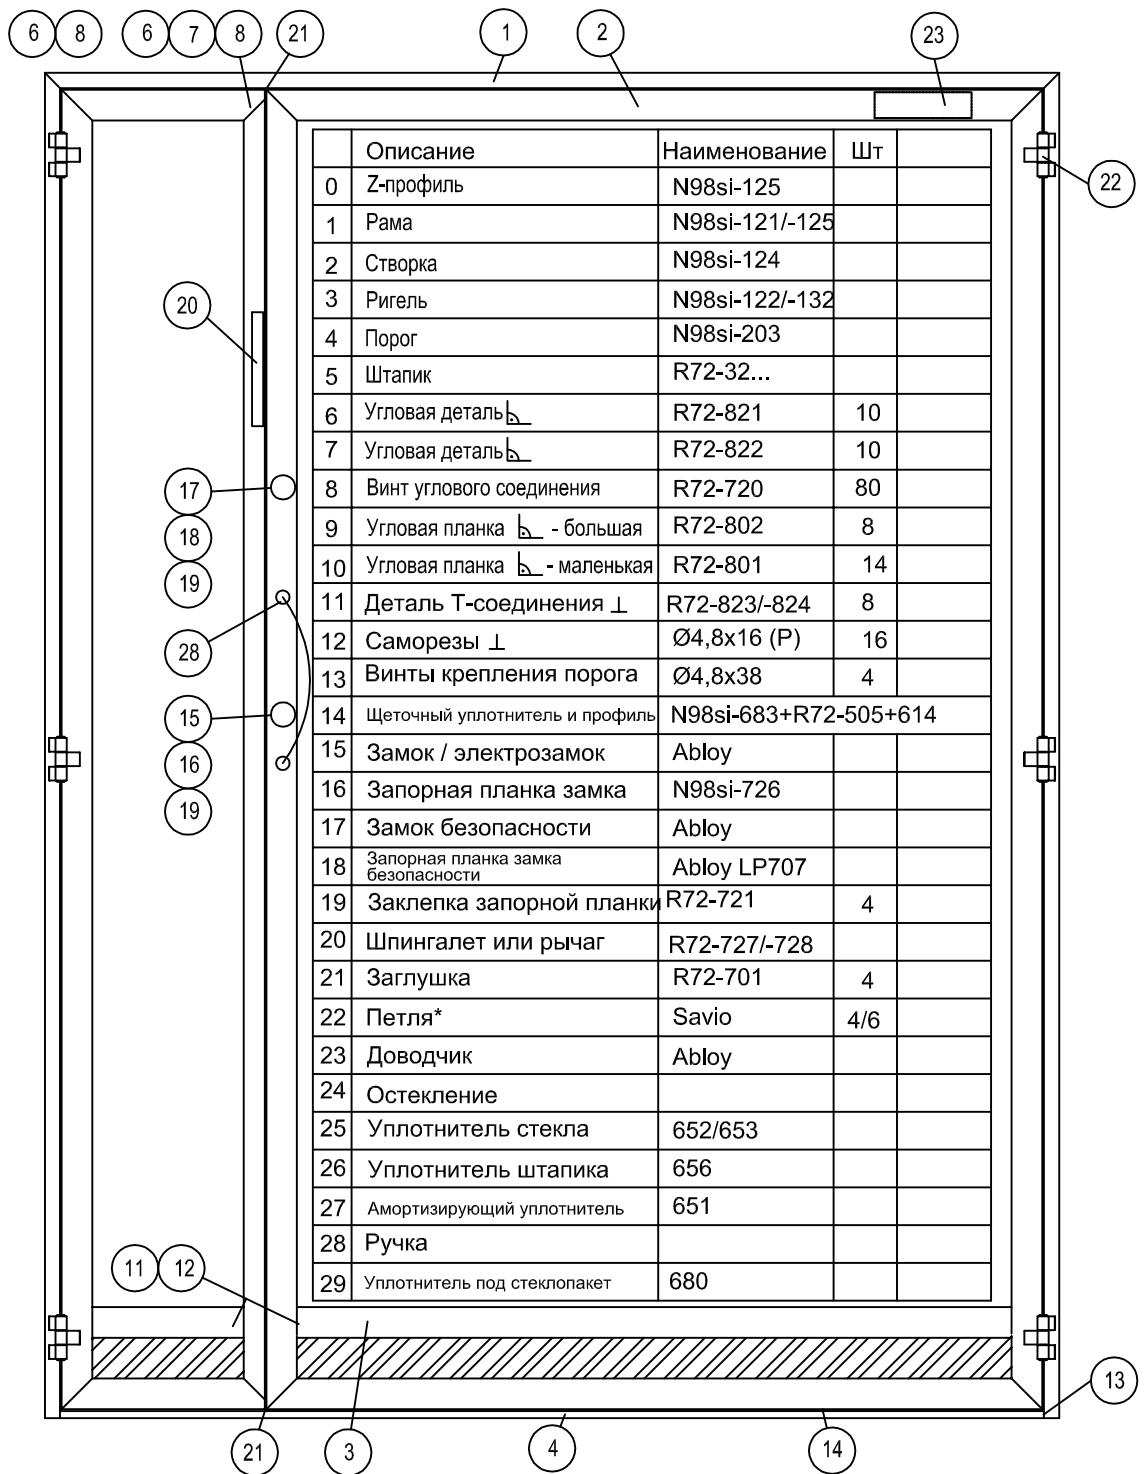 6 8 6 7 8 21 1 2 23
Описание Наименование Шт
0 Z-профиль N98si-125
22
1 Рама N98si-121/-125
2 Створка N98si-124
20
3 Ригель N98si-122/-132
4 Порог N98si-203
5 Штапик R72-32...
6 Угловая деталь R72-821 10
7 Угловая деталь R72-822 10
17
8 Винт углового соединения R72-720 80
18
9 Угловая планка - большая R72-802 8
19
10 Угловая планка - маленькая R72-801 14
11 Деталь Т-соединения ⊥ R72-823/-824 8
28
12 Саморезы ⊥ Ø4,8x16 (P) 16
13 Винты крепления порога Ø4,8x38 4
15
14 Щеточный уплотнитель и профиль N98si-683+R72-505+614
16
15 Замок / электрозамок Abloy
19
16 Запорная планка замка N98si-726
17 Замок безопасности Abloy
18 Запорная планка замка
безопасности Abloy LP707
19 Заклепка запорной планки R72-721 4
20 Шпингалет или рычаг R72-727/-728
21 Заглушка R72-701 4
22 Петля* Savio 4/6
23 Доводчик Abloy
24 Остекление
25 Уплотнитель стекла 652/653
26 Уплотнитель штапика 656
27 Амортизирующий уплотнитель 651
28 Ручка
11 12
29 Уплотнитель под стеклопакет 680
13
21 3 4 14